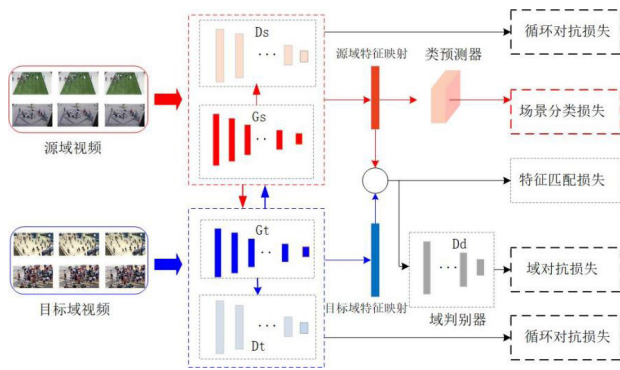 Ds
循环对抗损失
源域特征映射
类预测器
Gs
场景分类损失
源域视频
特征匹配损失
Gt
Dd
域对抗损失
目标域视频
目标域特征映射
域判别器
Dt
循环对抗损失